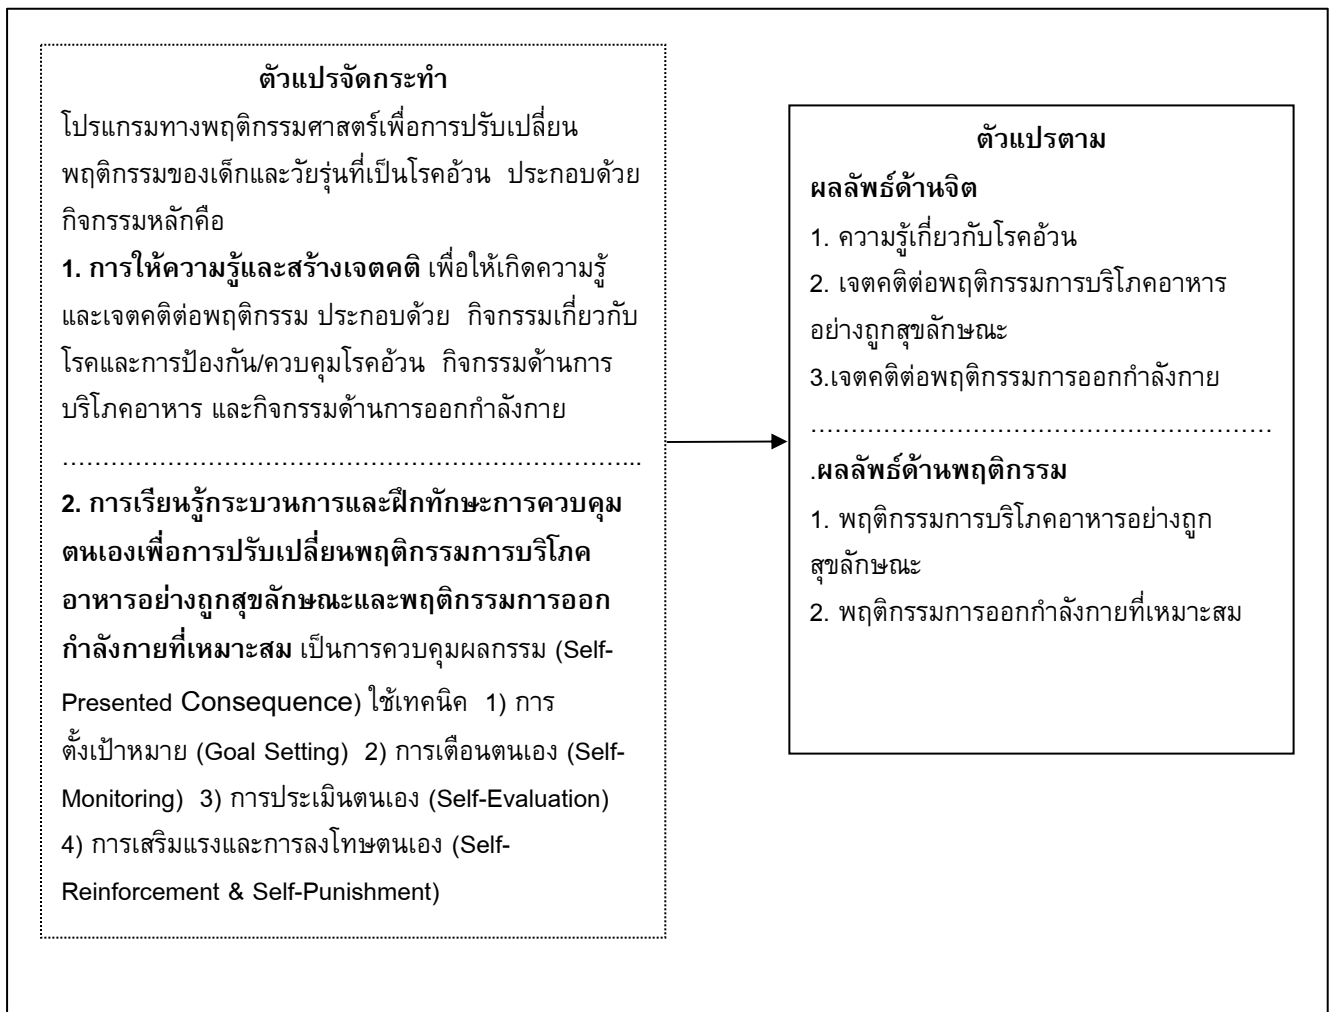 ตัวแปรจัดกระทำ
โปรแกรมทางพฤติกรรมศาสตร์เพื่อการปรับเปลี่ยน
พฤติกรรมของเด็กและวัยรุ่นที่เป็นโรคอ้วน ประกอบด้วย
กิจกรรมหลักคือ
1. การให้ความรู้และสร้างเจตคติ เพื่อให้เกิดความรู้
และเจตคติต่อพฤติกรรม ประกอบด้วย กิจกรรมเกี่ยวกับ
โรคและการป้องกัน/ควบคุมโรคอ้วน กิจกรรมด้านการ
บริโภคอาหาร และกิจกรรมด้านการออกกำลังกาย
……………………………………………………………...
2. การเรียนรู้กระบวนการและฝึกทักษะการควบคุม
ตนเองเพื่อการปรับเปลี่ยนพฤติกรรมการบริโภค
อาหารอย่างถูกสุขลักษณะและพฤติกรรมการออก
กำลังกายที่เหมาะสม เป็นการควบคุมผลกรรม (Self-
Presented Consequence) ใช้เทคนิค 1) การ
ตั้งเป้าหมาย (Goal Setting) 2) การเตือนตนเอง (Self-
Monitoring) 3) การประเมินตนเอง (Self-Evaluation)
4) การเสริมแรงและการลงโทษตนเอง (Self-
Reinforcement & Self-Punishment)
ตัวแปรตาม
ผลลัพธ์ด้านจิต
1. ความรู้เกี่ยวกับโรคอ้วน
2. เจตคติต่อพฤติกรรมการบริโภคอาหาร
อย่างถูกสุขลักษณะ
3.เจตคติต่อพฤติกรรมการออกกำลังกาย
…………………………………………………
.ผลลัพธ์ด้านพฤติกรรม
1. พฤติกรรมการบริโภคอาหารอย่างถูก
สุขลักษณะ
2. พฤติกรรมการออกกำลังกายที่เหมาะสม